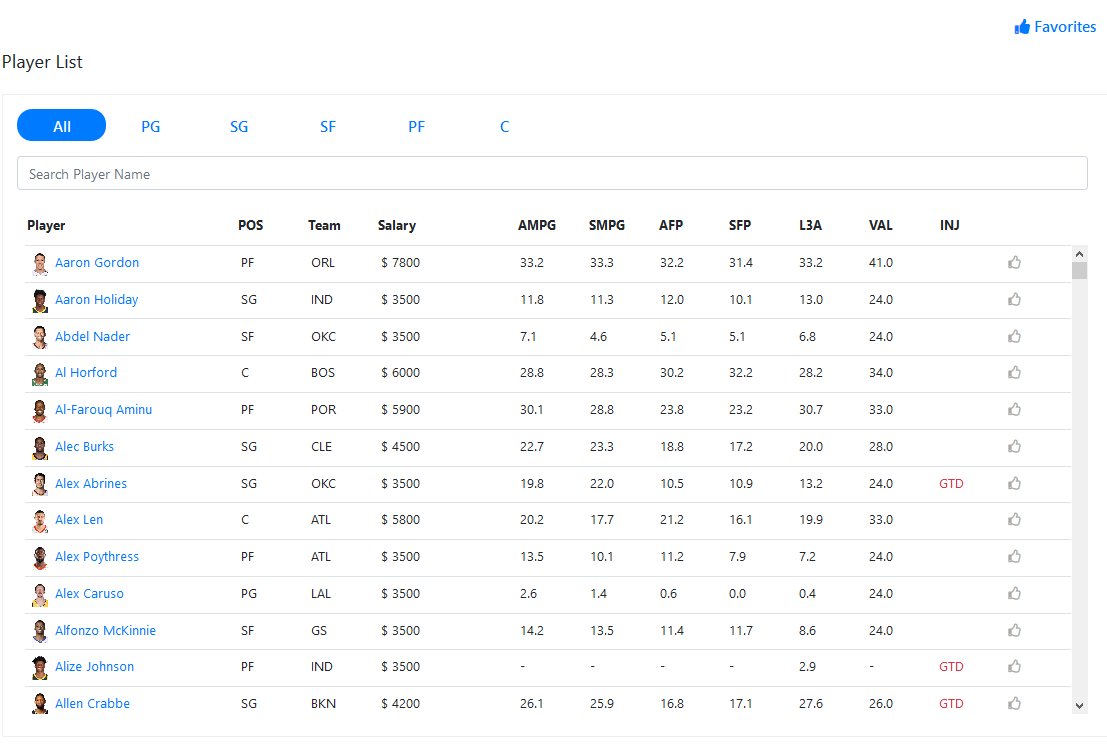 Favorites
Player List
All PG SG SF PF C
Search Player Name
Player POS Team Salary AMPG SMPG AFP SFP L3A VAL INJ
Aaron Gordon PF ORL $ 7800 33.2 33.3 32.2 31.4 33.2 41.0
Aaron Holiday SG IND $ 3500 11.8 11.3 12.0 10.1 13.0 24.0
Abdel Nader SF OKC $ 3500 7.1 4.6 5.1 5.1 6.8 24.0
Al Horford C BOS $ 6000 28.8 28.3 30.2 32.2 28.2 34.0
Al-Farouq Aminu PF POR $ 5900 30.1 28.8 23.8 23.2 30.7 33.0
Alec Burks SG CLE $ 4500 22.7 23.3 18.8 17.2 20.0 28.0
Alex Abrines SG OKC $ 3500 19.8 22.0 10.5 10.9 13.2 24.0 GTD
Alex Len C ATL $ 5800 20.2 17.7 21.2 16.1 19.9 33.0
Alex Poythress PF ATL $ 3500 13.5 10.1 11.2 7.9 7.2 24.0
Alex Caruso PG LAL $ 3500 2.6 1.4 0.6 0.0 0.4 24.0
Alfonzo McKinnie SF GS $ 3500 14.2 13.5 11.4 11.7 8.6 24.0
Alize Johnson PF IND $ 3500 - - - - 2.9 - GTD
Allen Crabbe SG BKN $ 4200 26.1 25.9 16.8 17.1 27.6 26.0 GTD